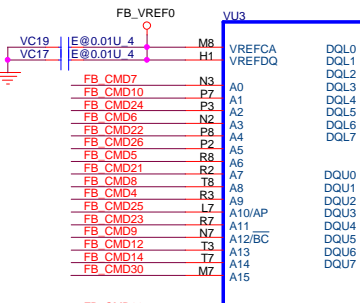 FB_VREF0
VU3
VC19 E@0.01U_4 M8 VREFCA DQL0
VC17 E@0.01U_4 H1 VREFDQ DQL1
DQL2
FB_CMD7 N3 A0 DQL3
FB_CMD10 P7 A1 DQL4
FB_CMD24 P3 A2 DQL5
FB_CMD6 N2 A3 DQL6
FB_CMD22 P8 A4 DQL7
FB_CMD26 P2 A5
FB_CMD5 R8 A6
FB_CMD21 R2 A7 DQU0
FB_CMD8 T8 A8 DQU1
FB_CMD4 R3 A9 DQU2
FB_CMD25 L7 A10/AP DQU3
FB_CMD23 R7 A11 DQU4
FB_CMD9 N7 A12/BC DQU5
FB_CMD12 T3 A13 DQU6
FB_CMD14 T7 A14 DQU7
FB_CMD30 M7 A15